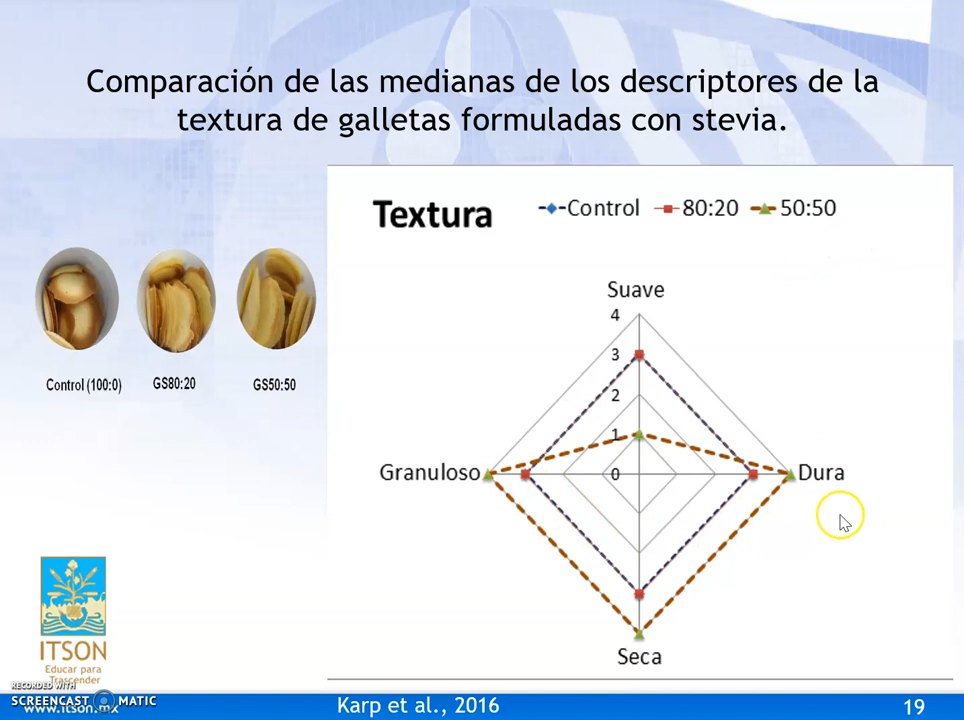 Comparación de las medianas de los descriptores de la
textura de galletas formuladas con stevia.
Textura
Control
80:20
50:50
Suave
4
3
2
1
0
Granuloso
Dura
Seca
Control (100:0)
GS80:20
GS50:50
ITSON
Educar para
Trascender
RECORDED WITH
SCREENCAST MATIC
www.itson.mx
Karp et al., 2016
19